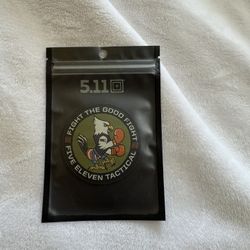 5.11
FIGHT THE GOOD FIGHT
FIVE ELEVEN TACTICAL